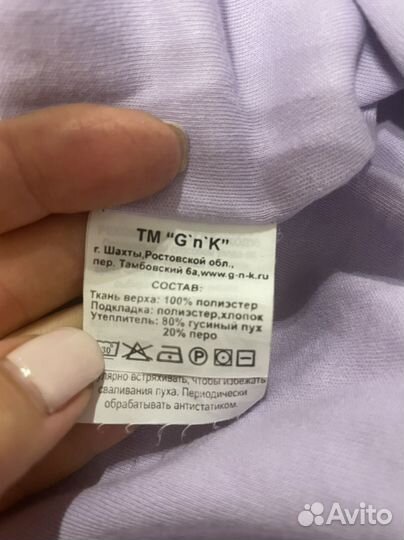 ТМ "G`n`K"
г. Шахты,Ростовской обл.,
пер. Тамбовский 6а,www.g-n-k.ru
СОСТАВ:
Ткань верха: 100% полиэстер
Подкладка: полиэстер,хлопок
Утеплитель: 80% гусиный пух
20% перо
30 P
улярно встряхивать, чтобы избежать
сваливания пуха. Периодически
обрабатывать антистатиком.
Avito